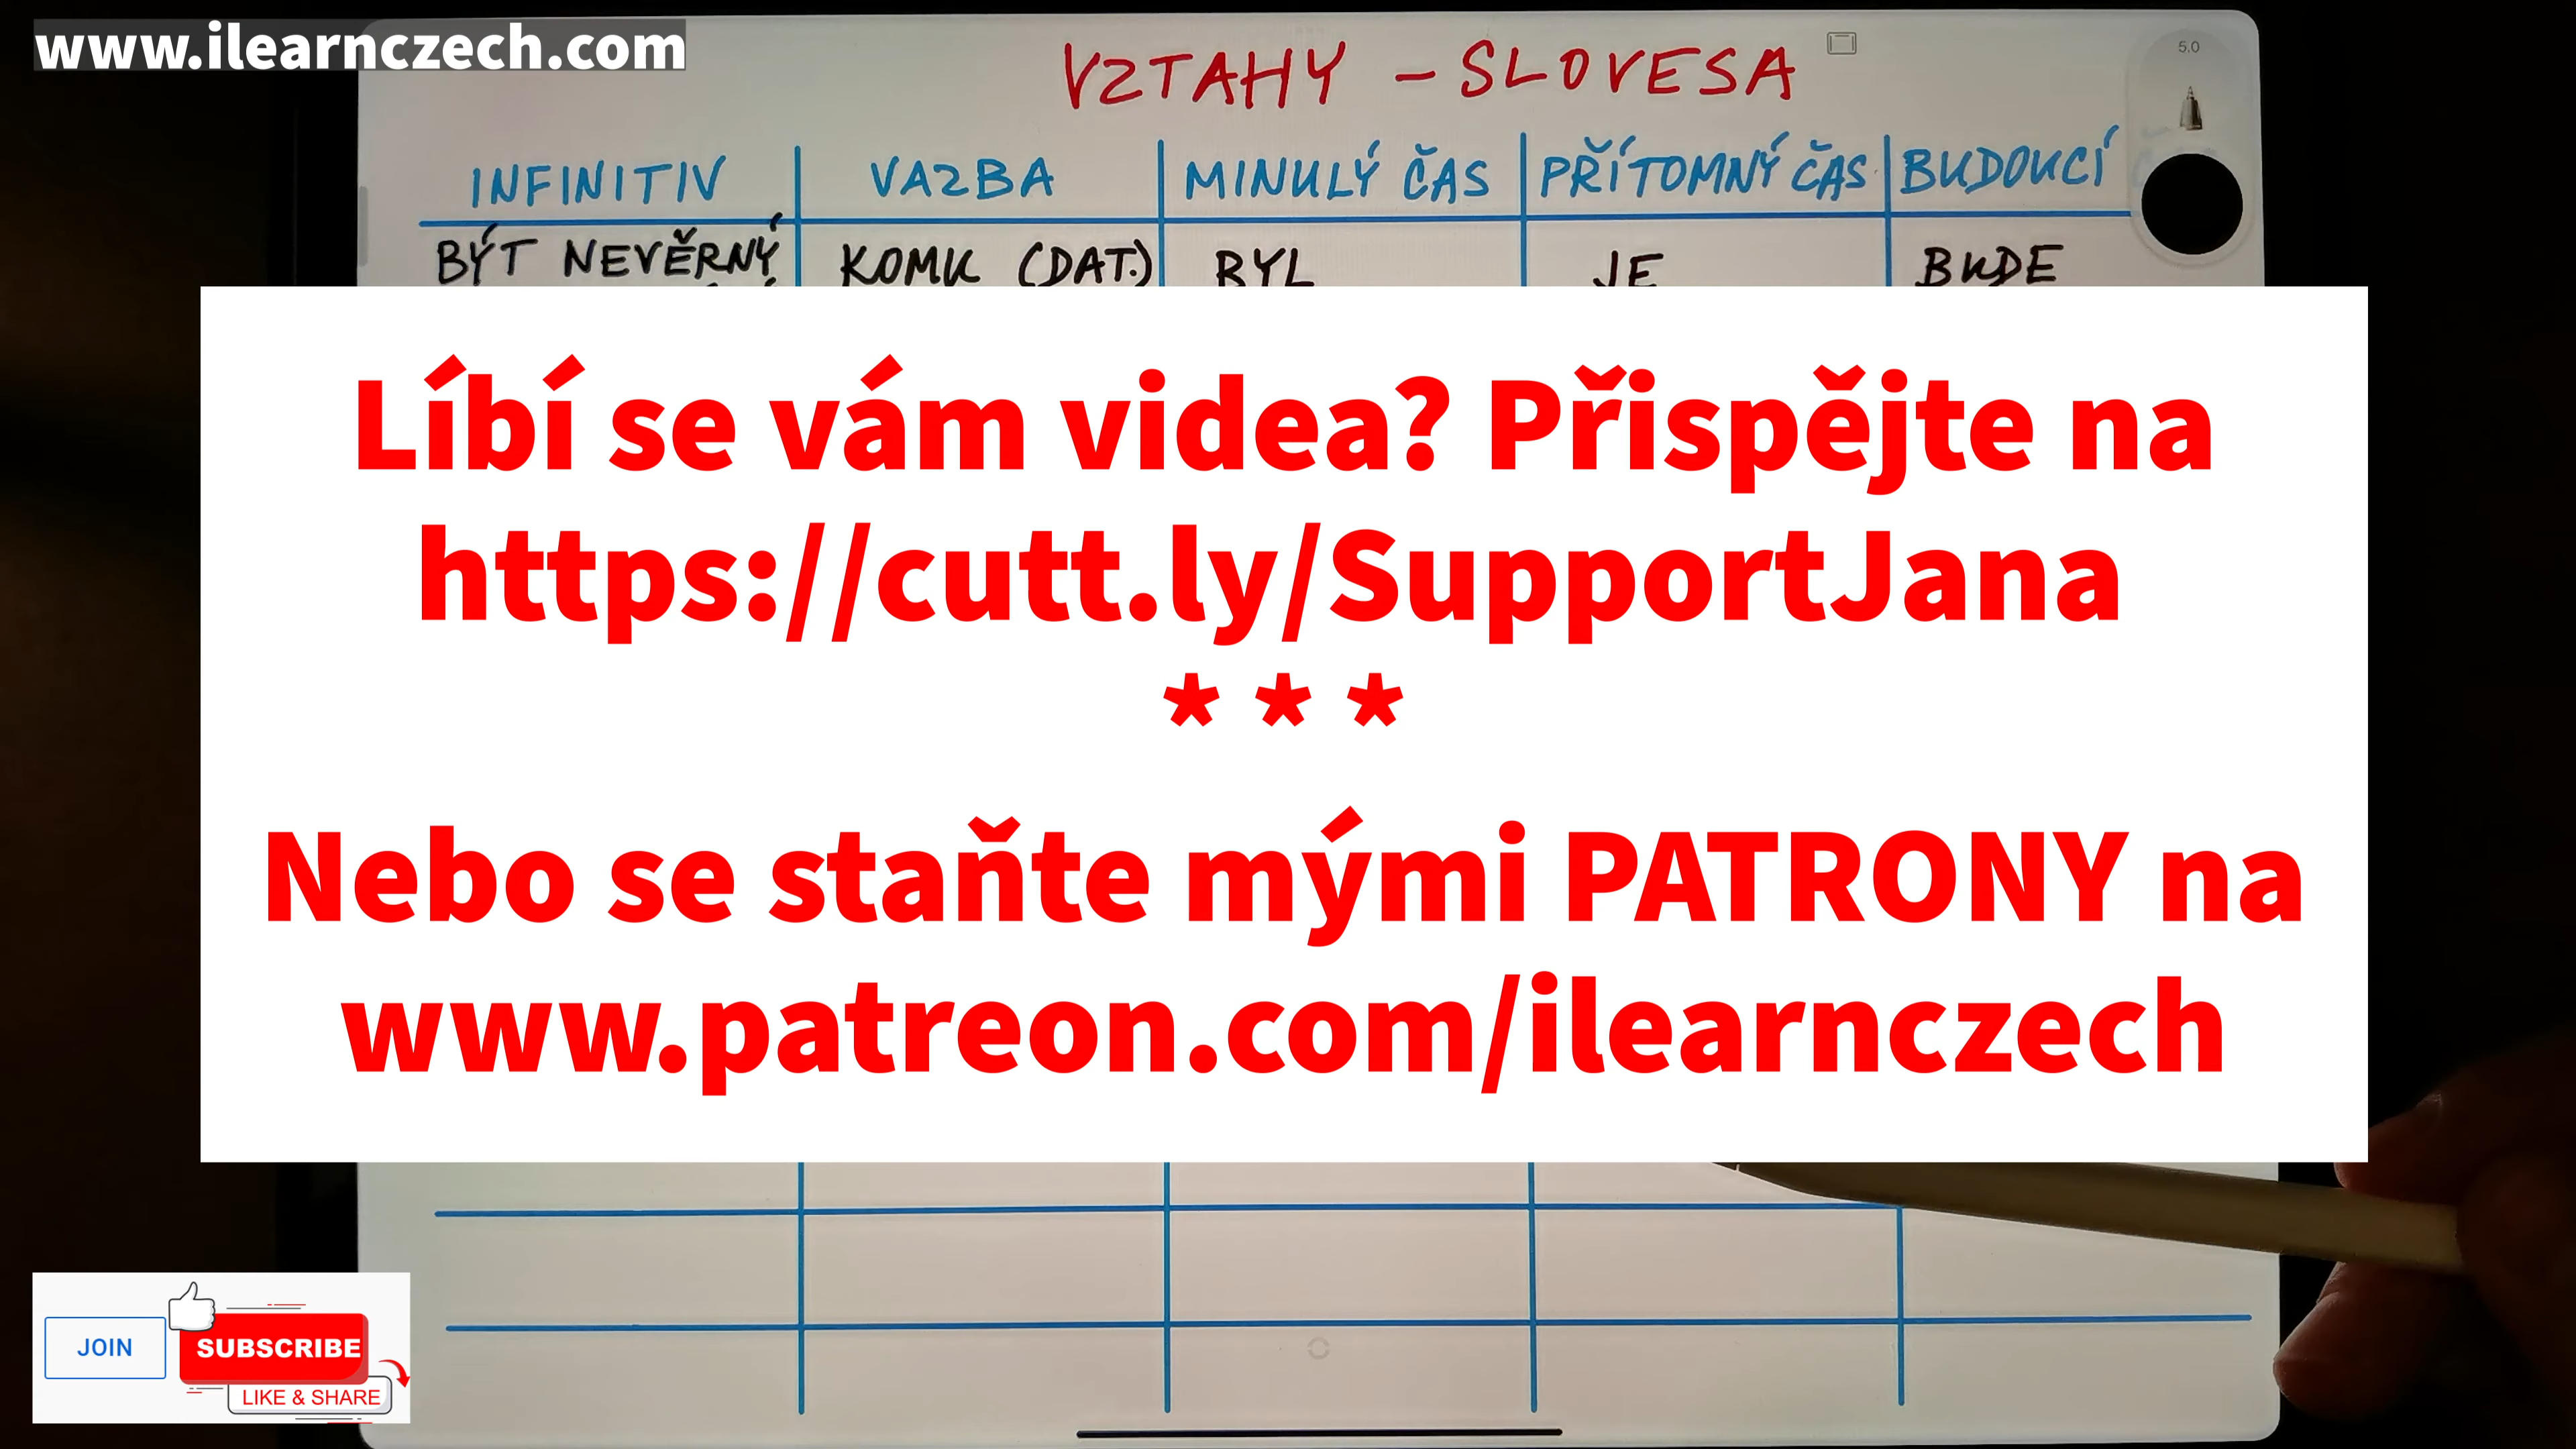 www.ilearnczech.com
5.0
VZTAHY - SLOVESA
INFINITIV VAZBA MINULÝ ČAS PŘÍTOMNÝ ČAS BUDOUCÍ
BÝT NEVĚRNÝ KOMU (DAT.) BYL JE BUDE
Líbí se vám videa? Přispějte na
https://cutt.ly/SupportJana
* * *
Nebo se staňte mými PATRONY na
www.patreon.com/ilearnczech
JOIN
SUBSCRIBE
LIKE & SHARE